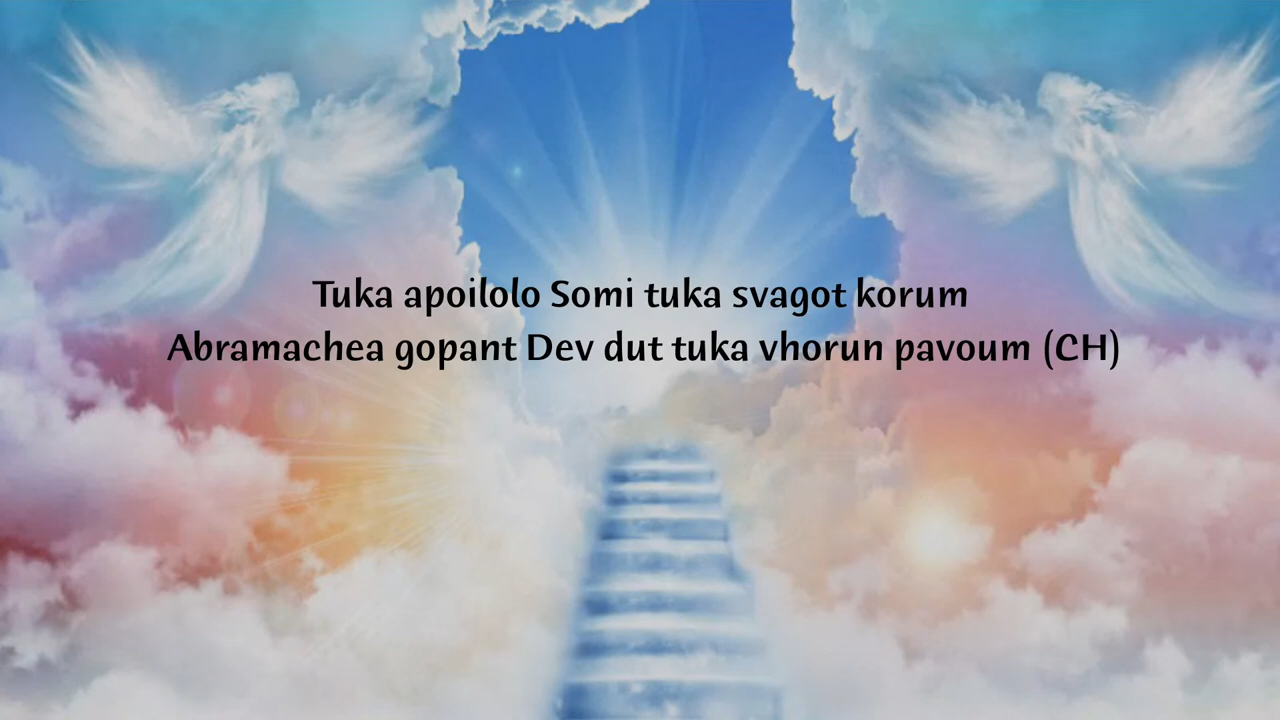 Tuka apoilolo Somi tuka svagot korum
Abramachea gopant Dev dut tuka vhorun pavoum (CH)